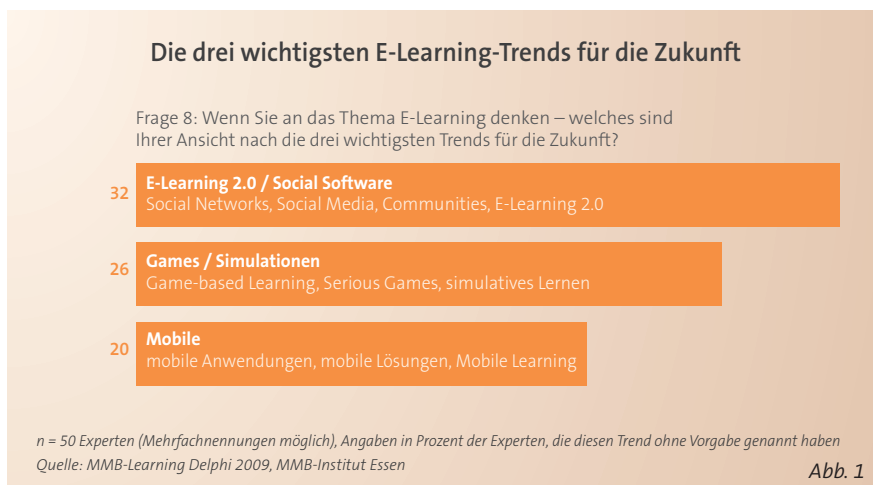 Die drei wichtigsten E-Learning-Trends für die Zukunft
Frage 8: Wenn Sie an das Thema E-Learning denken – welches sind
Ihrer Ansicht nach die drei wichtigsten Trends für die Zukunft?
32
E-Learning 2.0 / Social Software
Social Networks, Social Media, Communities, E-Learning 2.0
26
Games / Simulationen
Game-based Learning, Serious Games, simulatives Lernen
20
Mobile
mobile Anwendungen, mobile Lösungen, Mobile Learning
n = 50 Experten (Mehrfachnennungen möglich), Angaben in Prozent der Experten, die diesen Trend ohne Vorgabe genannt haben
Quelle: MMB-Learning Delphi 2009, MMB-Institut Essen
Abb. 1